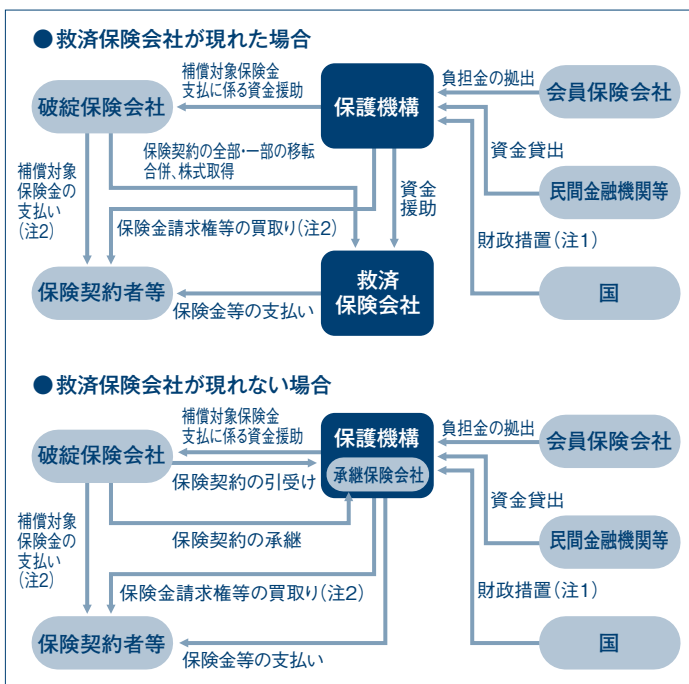 ●救済保険会社が現れた場合
補償対象保険金
支払に係る資金援助
負担金の拠出
破綻保険会社
保護機構
会員保険会社
保険契約の全部・一部の移転
合併、株式取得
資金貸出
補償対象
保険金の
支払い
(注2)
資金
援助
民間金融機関等
保険金請求権等の買取り(注2)
財政措置(注1)
救済
保険会社
保険契約者等
保険金等の支払い
国
●救済保険会社が現れない場合
補償対象保険金
支払に係る資金援助
負担金の拠出
破綻保険会社
保護機構
承継保険会社
会員保険会社
保険契約の引受け
資金貸出
補償対象
保険金の
支払い
(注2)
保険契約の承継
民間金融機関等
保険金請求権等の買取り(注2)
財政措置(注1)
保険契約者等
保険金等の支払い
国